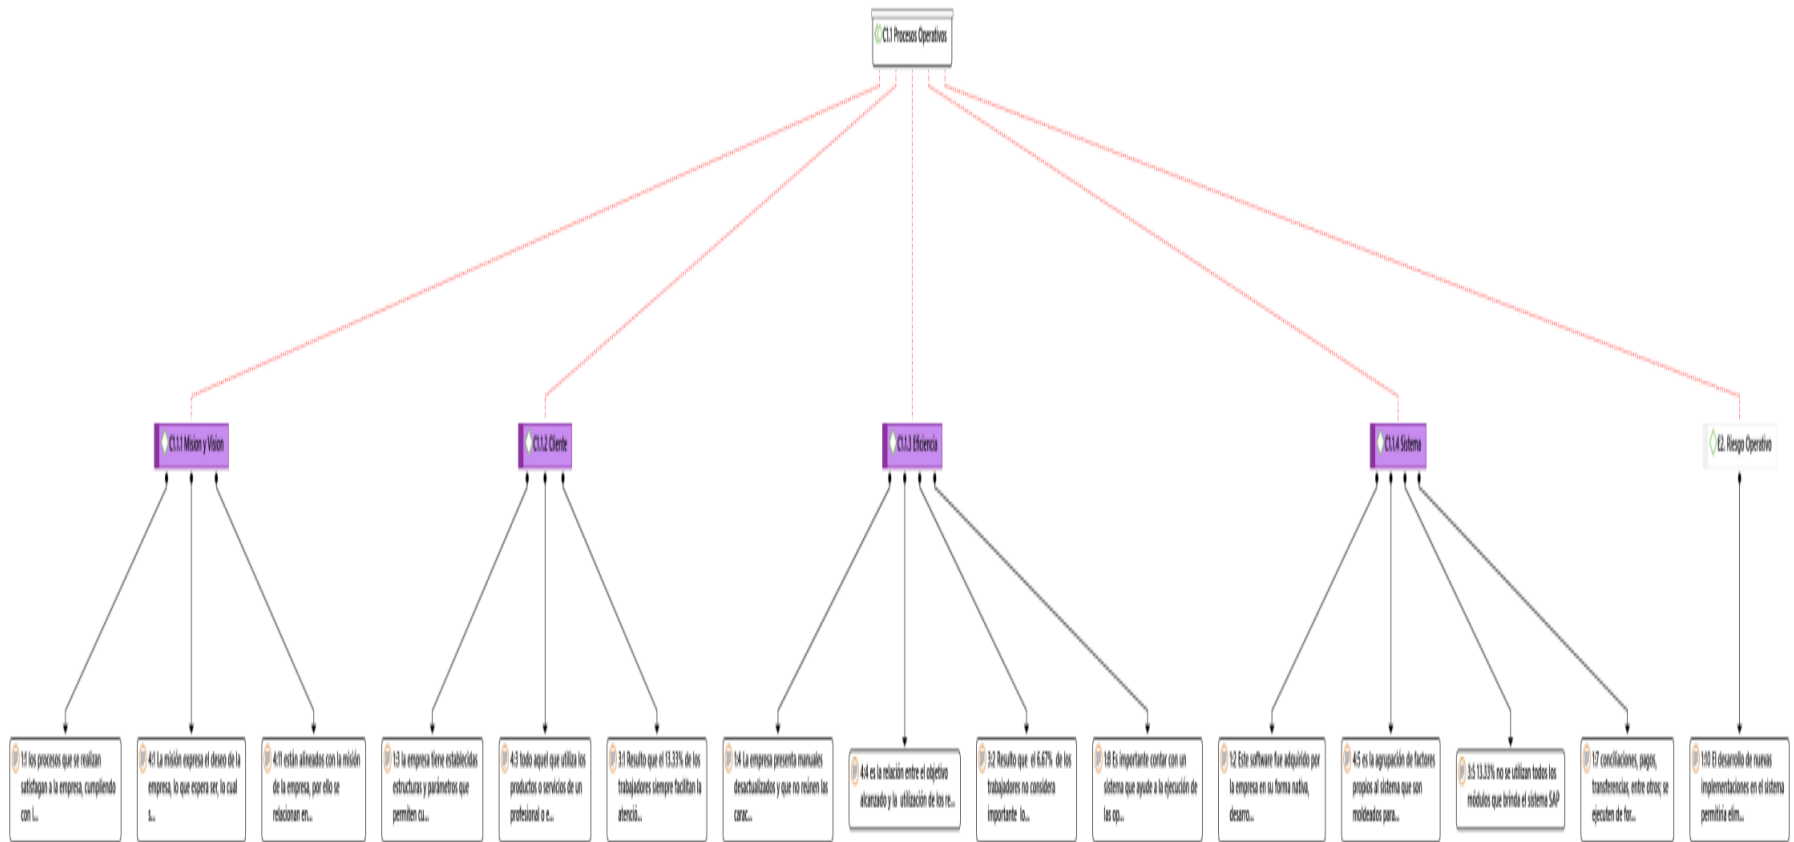 C1.1 Procesos Operativos
C1.1.1 Mision y Vision
C1.1.2 Cliente
C1.1.3 Eficiencia
C1.1.4 Sistema
E2. Riesgo Operativo
1:1 los procesos que se realizan
satisfagan a la empresa, cumpliendo
con l...
4:1 La misión expresa el deseo de la
empresa, lo que espera ser, lo cual
s...
4:11 están alineados con la misión
de la empresa, por ello se
relacionan en...
1:3 la empresa tiene establecidas
estructuras y parámetros que
permiten cu...
4:3 todo aquel que utiliza los
productos o servicios de un
profesional o e...
3:1 Resulto que el 13.33% de los
trabajadores siempre facilitan la
atenció...
1:4 La empresa presenta manuales
desactualizados y que no reúnen las
carac...
4:4 es la relación entre el objetivo
alcanzado y la utilización de los re...
3:2 Resulto que el 6.67% de los
trabajadores no considera
importante lo...
1:8 Es importante contar con un
sistema que ayude a la ejecución de
las op...
1:2 Este software fue adquirido por
la empresa en su forma nativa,
desarro...
4:5 es la agrupación de factores
propios al sistema que son
moldeados para...
3:5 13.33% no se utilizan todos los
módulos que brinda el sistema SAP
1:7 conciliaciones, pagos,
transferencias, entre otros; se
ejecuten de for...
1:10 El desarrollo de nuevas
implementaciones en el sistema
permitiría elim...